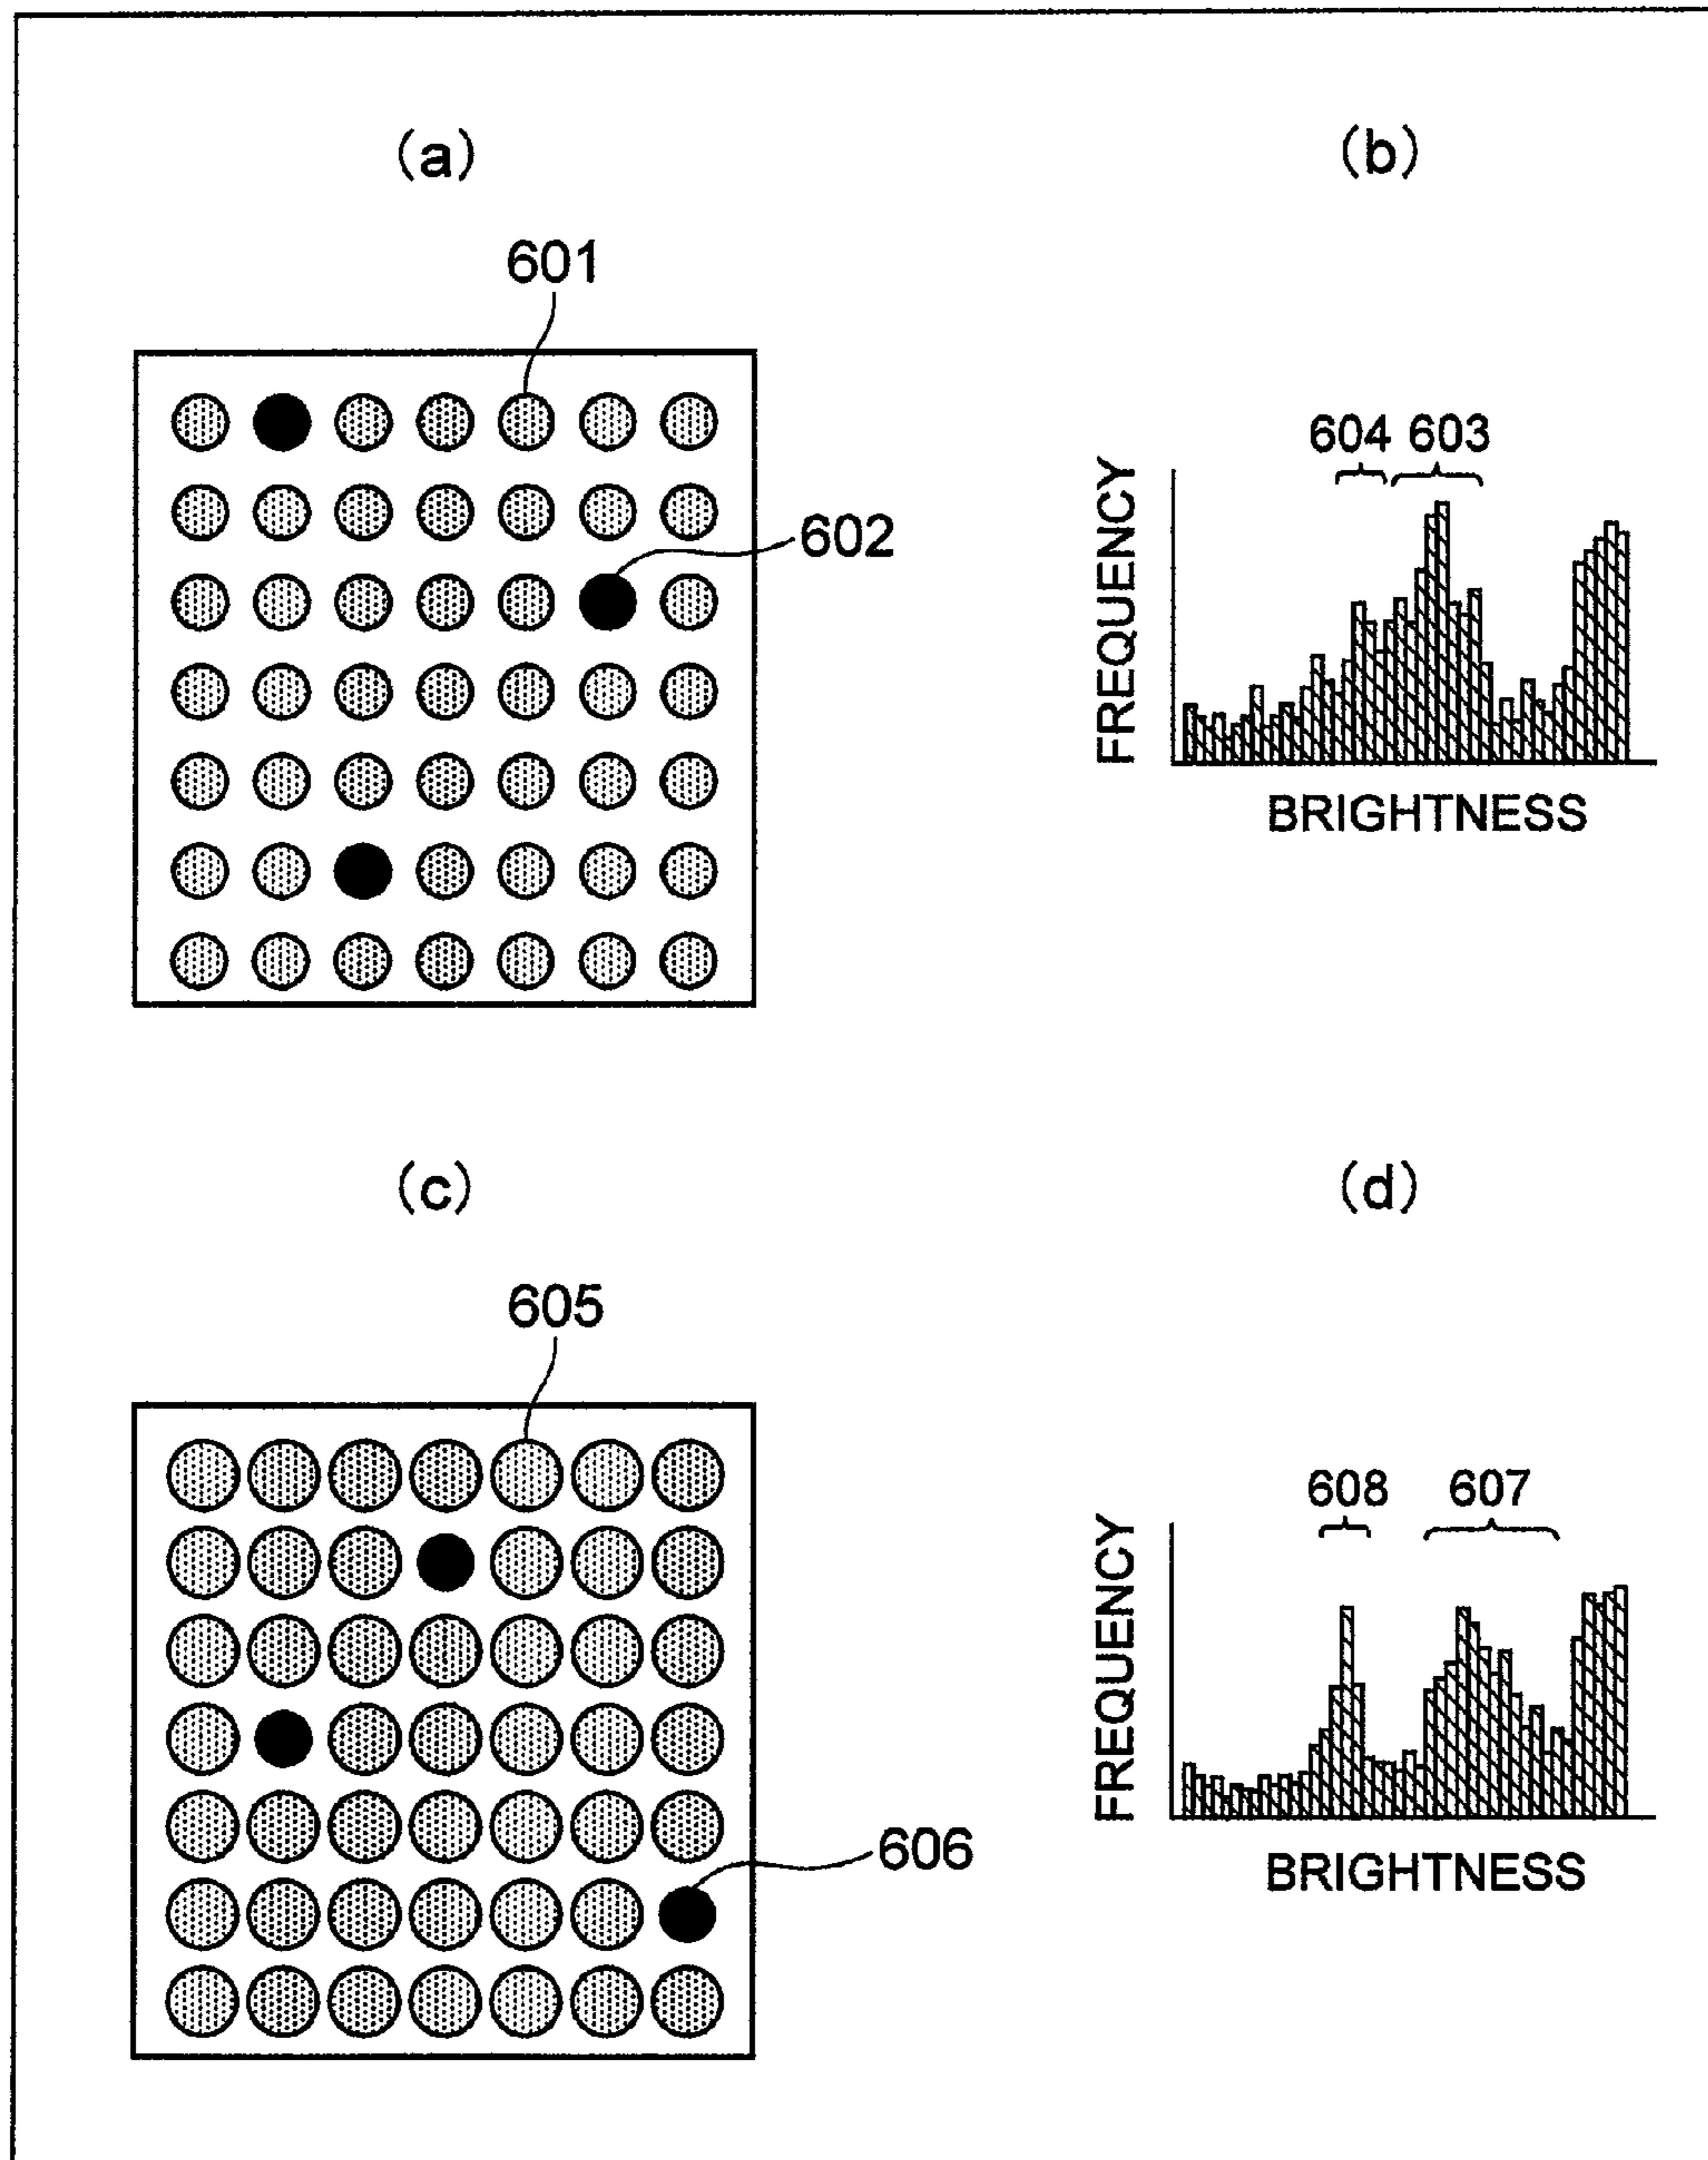 (a)
(b)
601
602
604 603
FREQUENCY
BRIGHTNESS
(c)
(d)
605
606
608 607
FREQUENCY
BRIGHTNESS